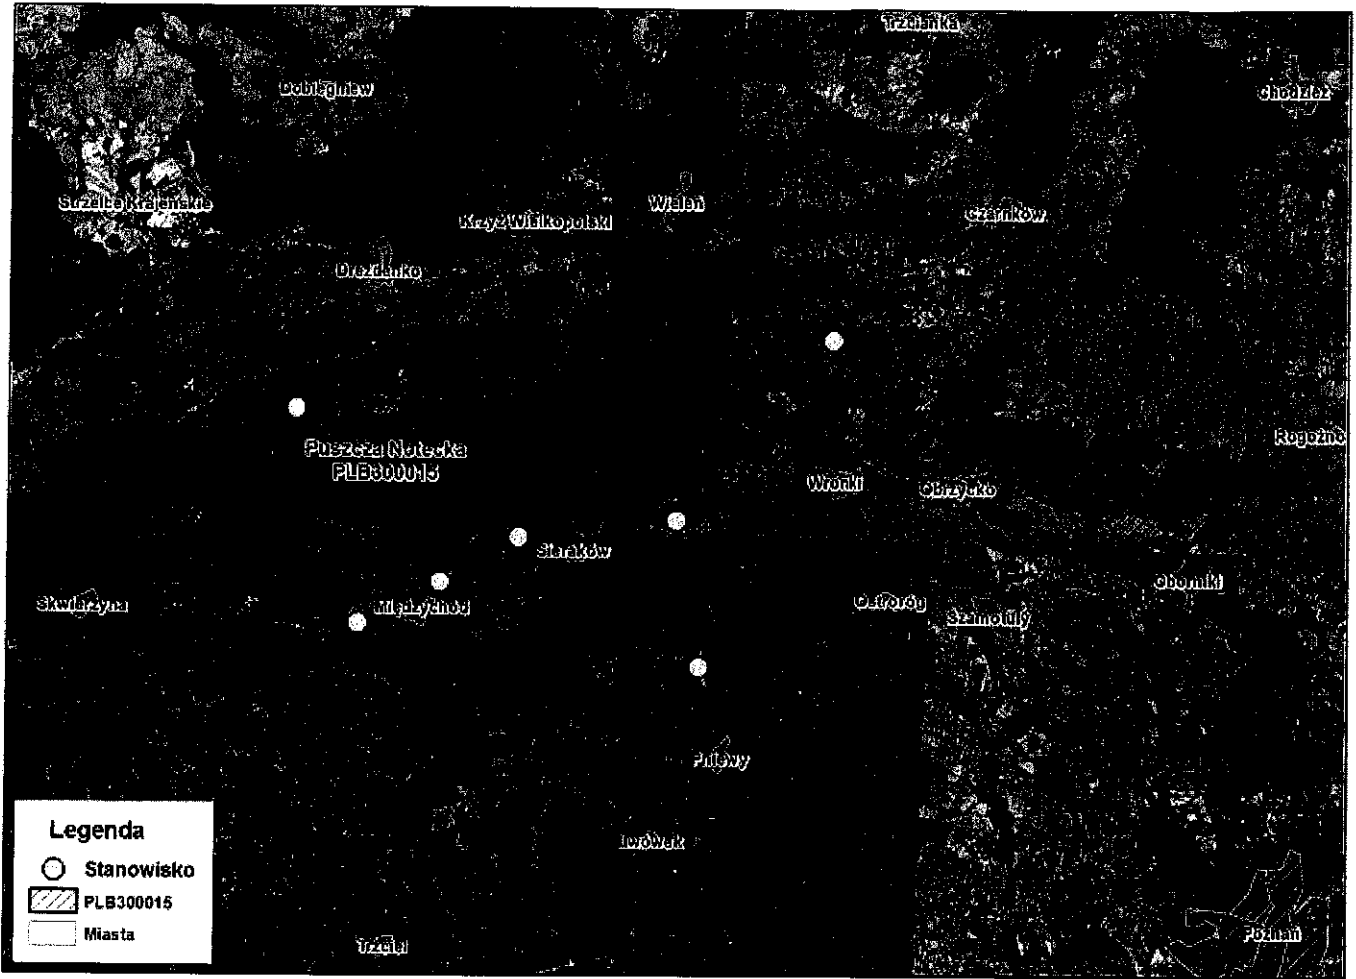 Trzcianka
Dobiegniew
Chodzież
Strzelce Krajeńskie
Wieleń
Krzyż Wielkopolski
Czarnków
Drezdenko
Rogoźno
Puszcza Notecka
PLB300015
Wronki
Obrzycko
Sieraków
Oborniki
Skwierzyna
Międzychód
Ostroróg
Szamotuły
Pniewy
Lwówek
Legenda
Stanowisko
PLB300015
Miasta
Trzciel
Poznań